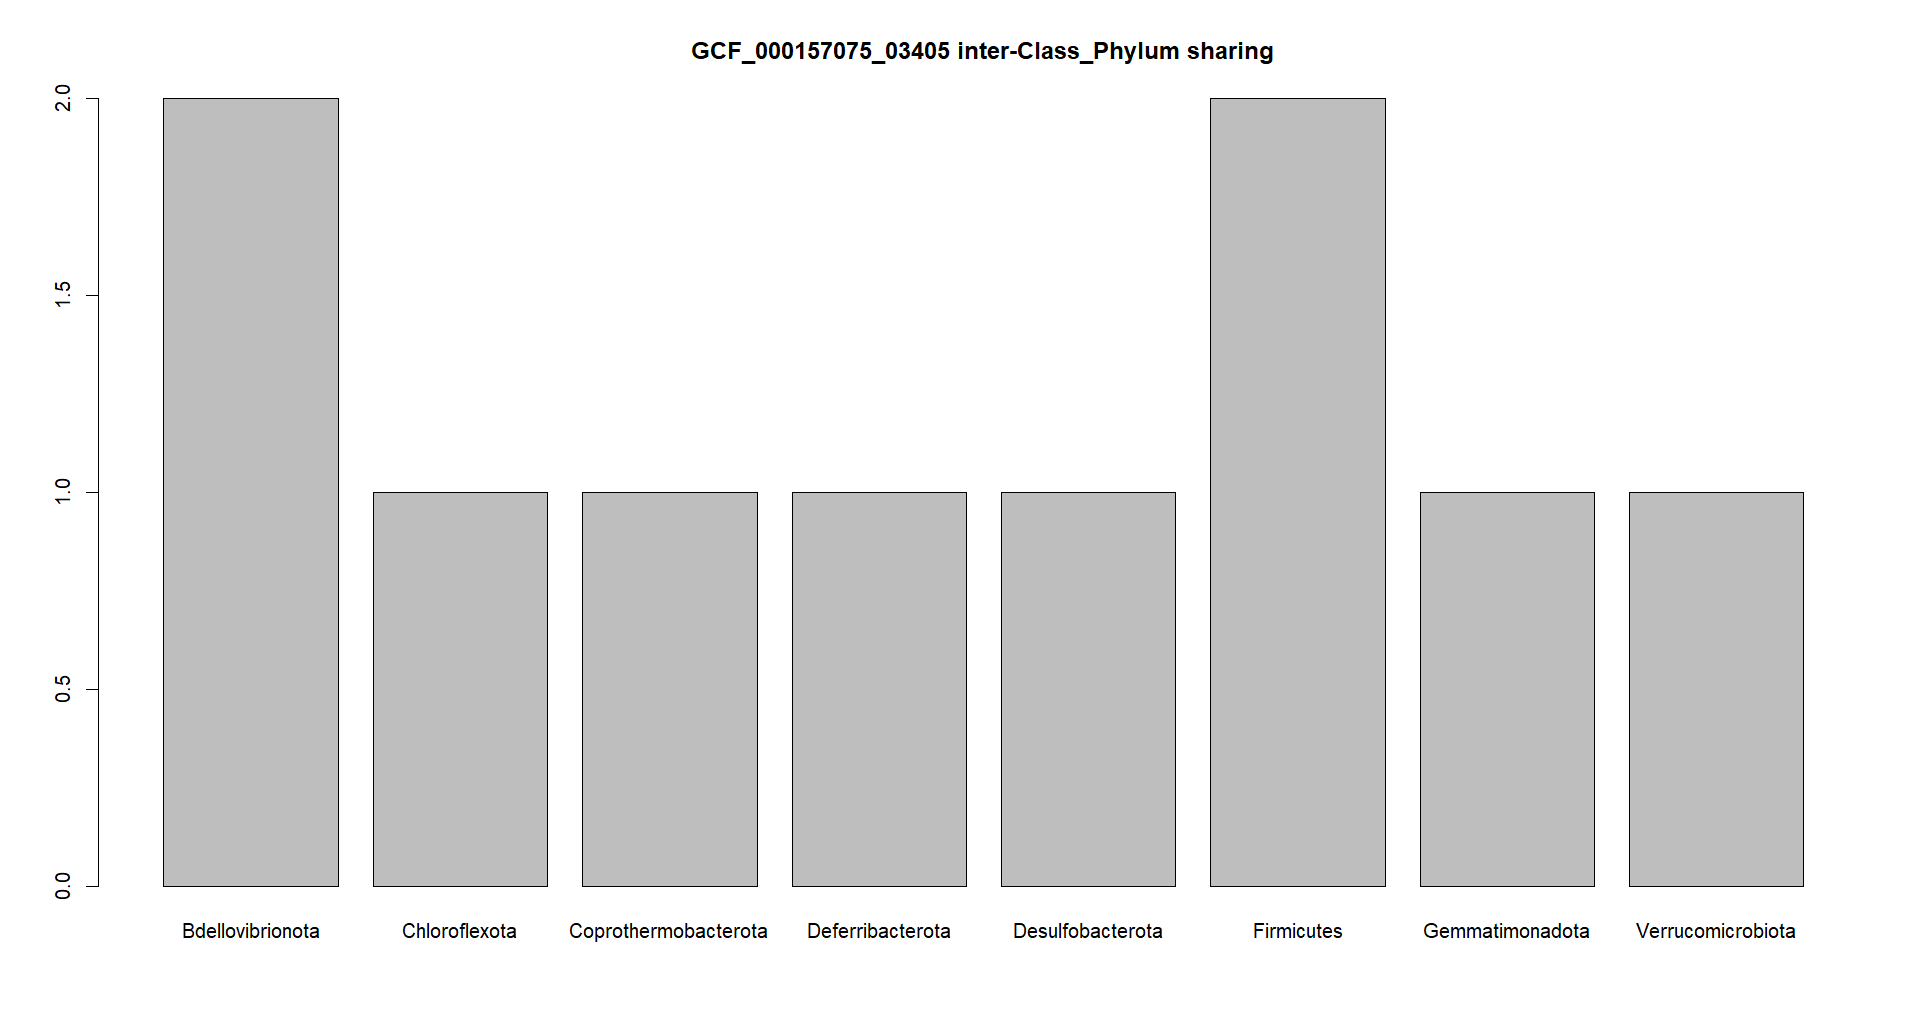 GCF_000157075_03405 inter-Class_Phylum sharing
2.0
1.5
1.0
0.5
0.0
Bdellovibrionota Chloroflexota Coprothermobacterota Deferribacterota Desulfobacterota Firmicutes Gemmatimonadota Verrucomicrobiota